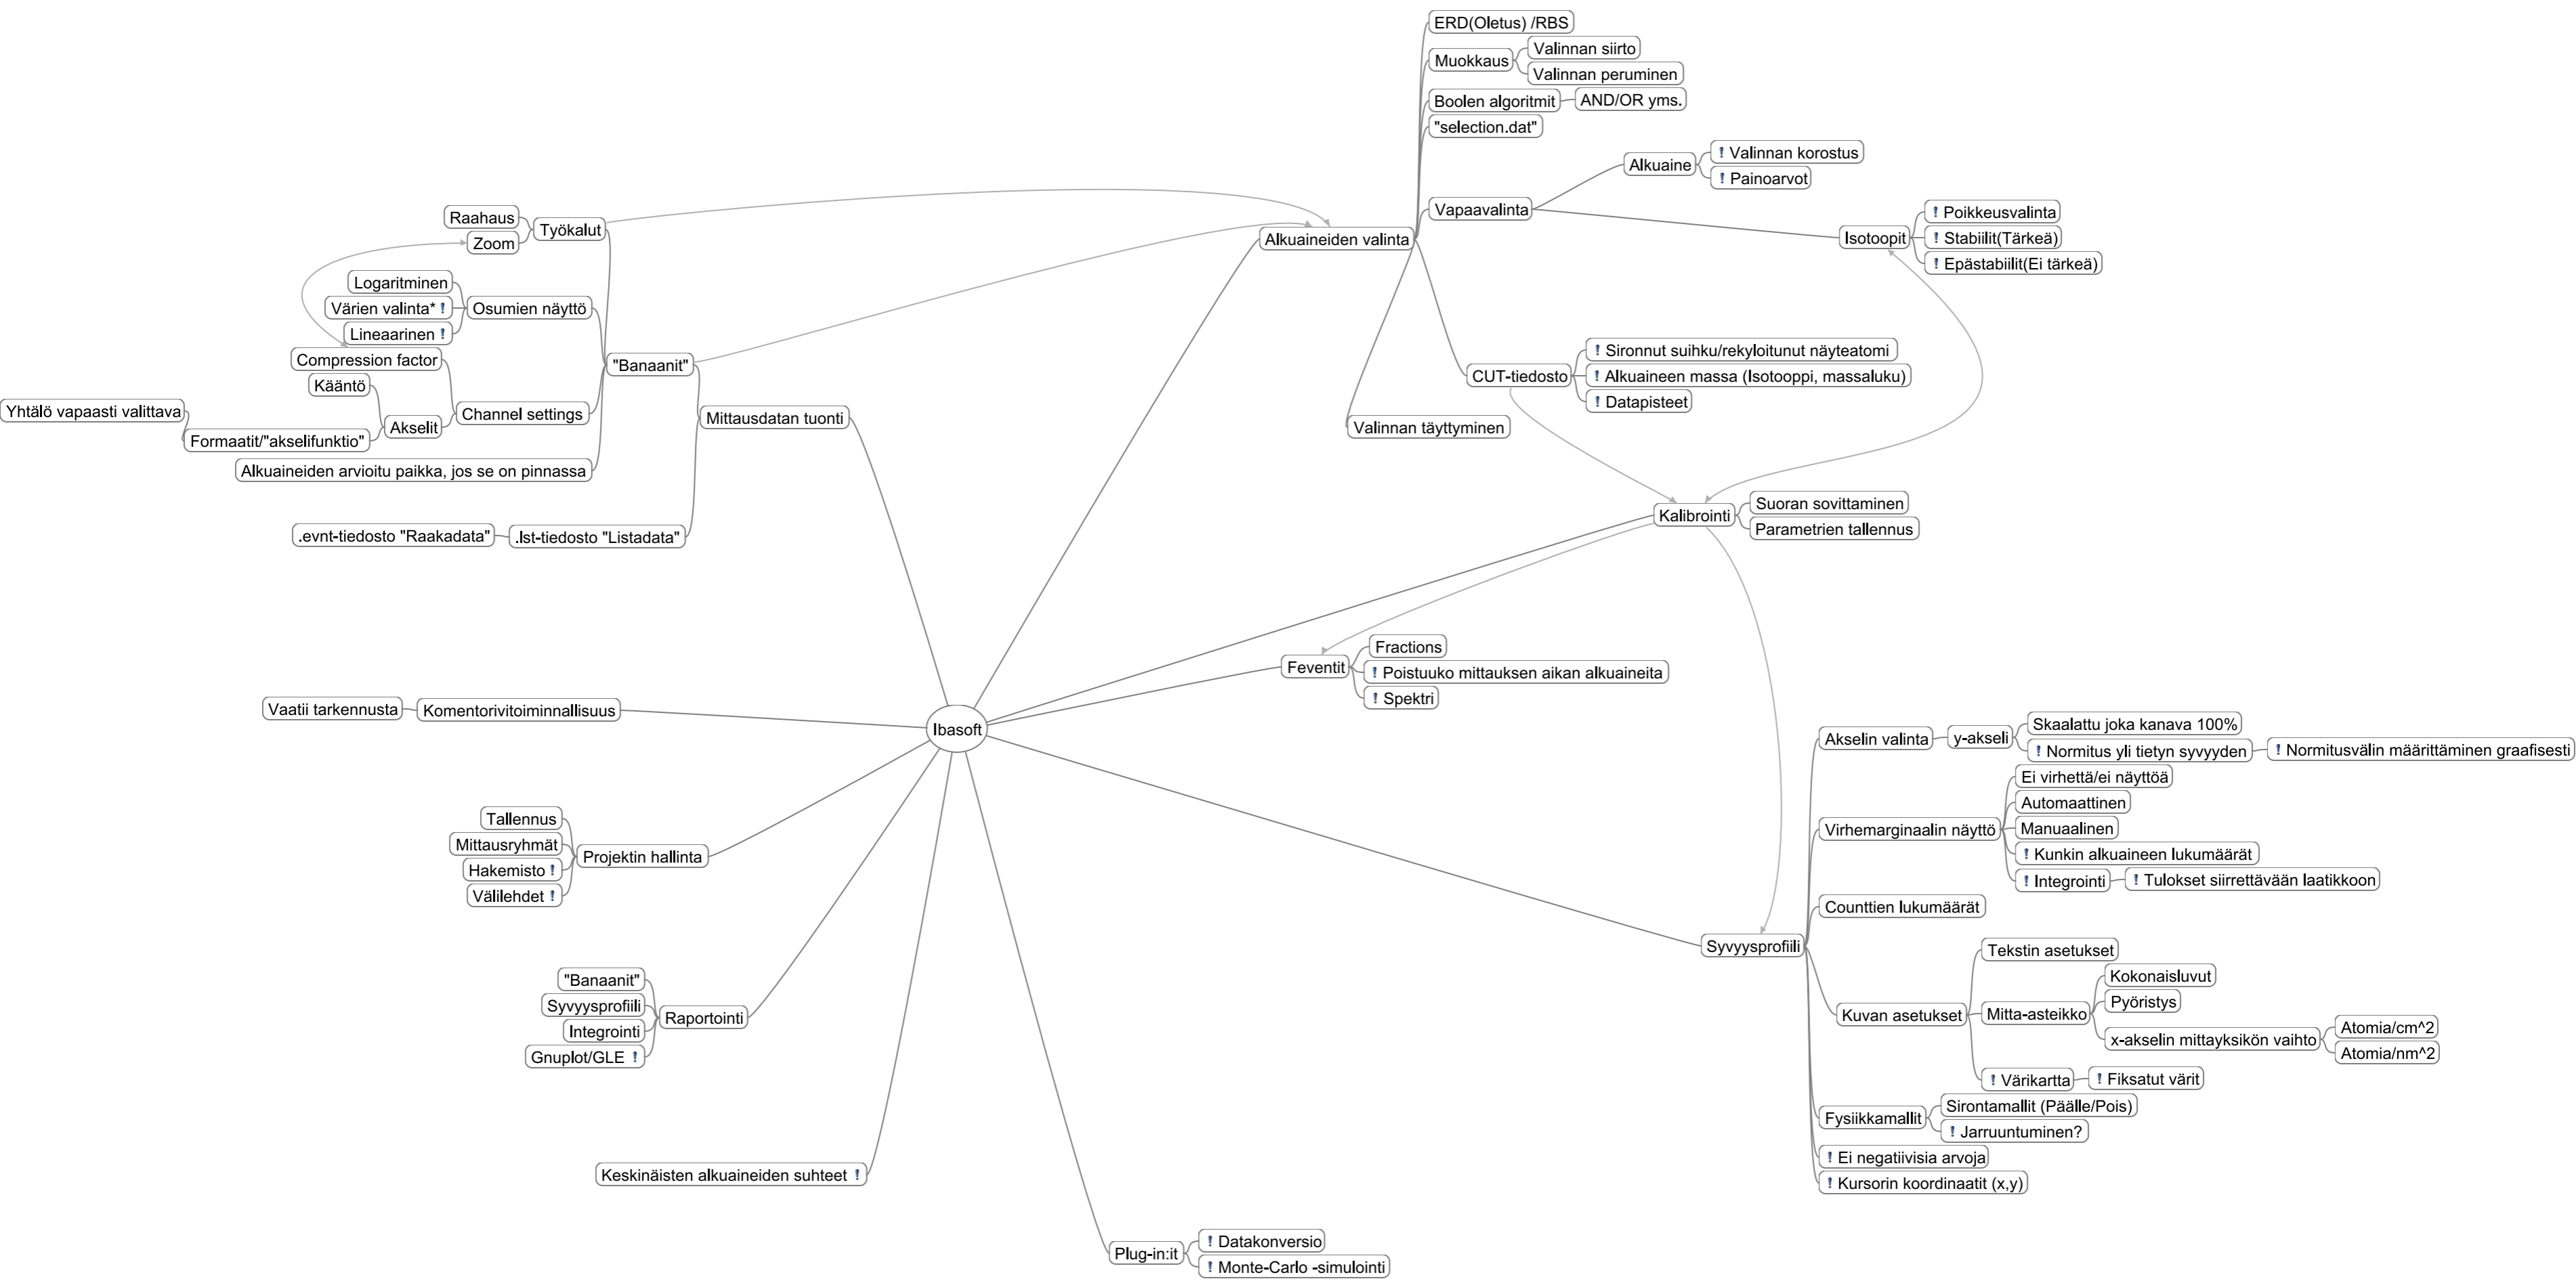 Ibasoft
Mittausdatan tuonti
"Banaanit"
Työkalut
Raahaus
Zoom
Osumien näyttö
Logaritminen
Värien valinta* !
Lineaarinen !
Channel settings
Compression factor
Akselit
Kääntö
Formaatit/"akselifunktio"
Yhtälö vapaasti valittava
Alkuaineiden arvioitu paikka, jos se on pinnassa
.lst-tiedosto "Listadata"
.evnt-tiedosto "Raakadata"
Komentorivitoiminnallisuus
Vaatii tarkennusta
Projektin hallinta
Tallennus
Mittausryhmät
Hakemisto !
Välilehdet !
Raportointi
"Banaanit"
Syvyysprofiili
Integrointi
Gnuplot/GLE !
Keskinäisten alkuaineiden suhteet !
Alkuaineiden valinta
ERD(Oletus) /RBS
Muokkaus
Valinnan siirto
Valinnan peruminen
Boolen algoritmit
AND/OR yms.
"selection.dat"
Vapaavalinta
Alkuaine
! Valinnan korostus
! Painoarvot
Isotoopit
! Poikkeusvalinta
! Stabiilit(Tärkeä)
! Epästabiilit(Ei tärkeä)
CUT-tiedosto
! Sironnut suihku/rekyloitunut näyteatomi
! Alkuaineen massa (Isotooppi, massaluku)
! Datapisteet
Valinnan täyttyminen
Kalibrointi
Suoran sovittaminen
Parametrien tallennus
Feventit
Fractions
! Poistuuko mittauksen aikan alkuaineita
! Spektri
Syvyysprofiili
Akselin valinta
y-akseli
Skaalattu joka kanava 100%
! Normitus yli tietyn syvyyden
! Normitusvälin määrittäminen graafisesti
Virhemarginaalin näyttö
Ei virhettä/ei näyttöä
Automaattinen
Manuaalinen
! Kunkin alkuaineen lukumäärät
! Integrointi
! Tulokset siirrettävään laatikkoon
Counttien lukumäärät
Kuvan asetukset
Tekstin asetukset
Mitta-asteikko
Kokonaisluvut
Pyöristys
x-akselin mittayksikön vaihto
Atomia/cm^2
Atomia/nm^2
! Värikartta
! Fiksatut värit
Fysiikkamallit
Sirontamallit (Päälle/Pois)
! Jarruuntuminen?
! Ei negatiivisia arvoja
! Kursorin koordinaatit (x,y)
Plug-in:it
! Datakonversio
! Monte-Carlo -simulointi